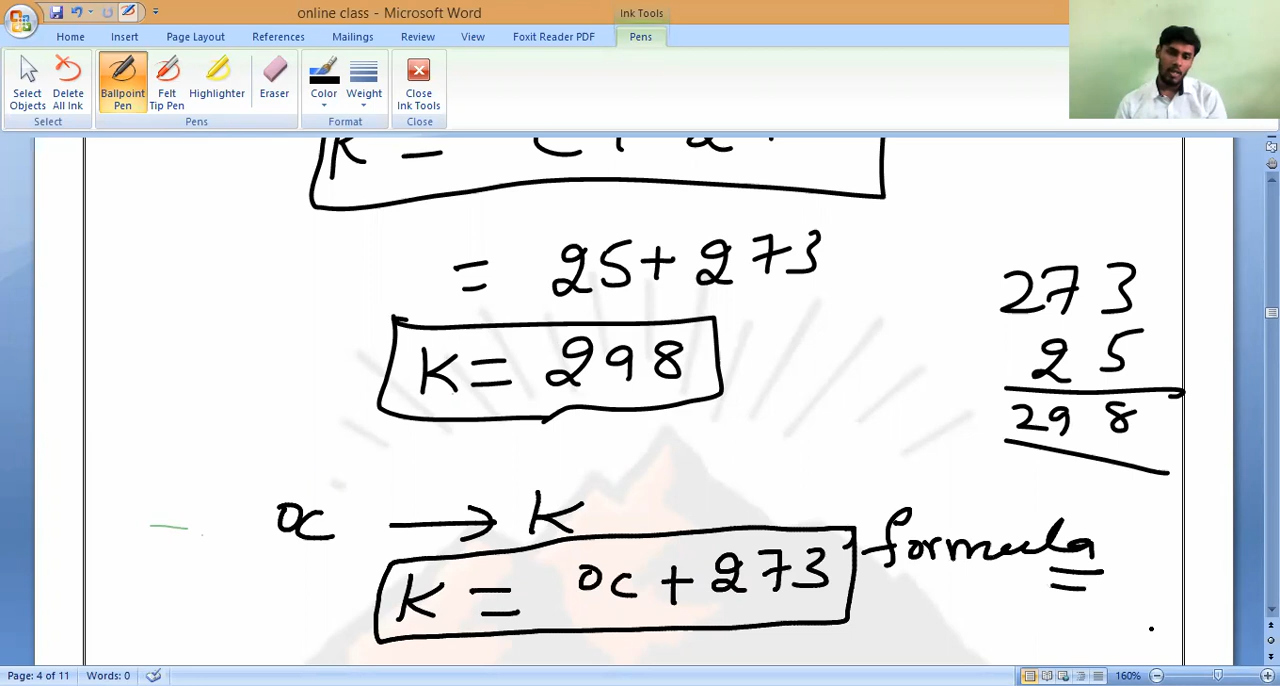 online class - Microsoft Word
Ink Tools
Home Insert Page Layout References Mailings Review View Foxit Reader PDF Pens
Select Objects
Delete All Ink
Ballpoint Pen
Felt Tip Pen
Highlighter
Eraser
Color
Weight
Close Ink Tools
Select Pens Format Close
= 25 + 273
K = 298
273
25
298
oc → K
K = oc + 273
formula
Page: 4 of 11 Words: 0 160%